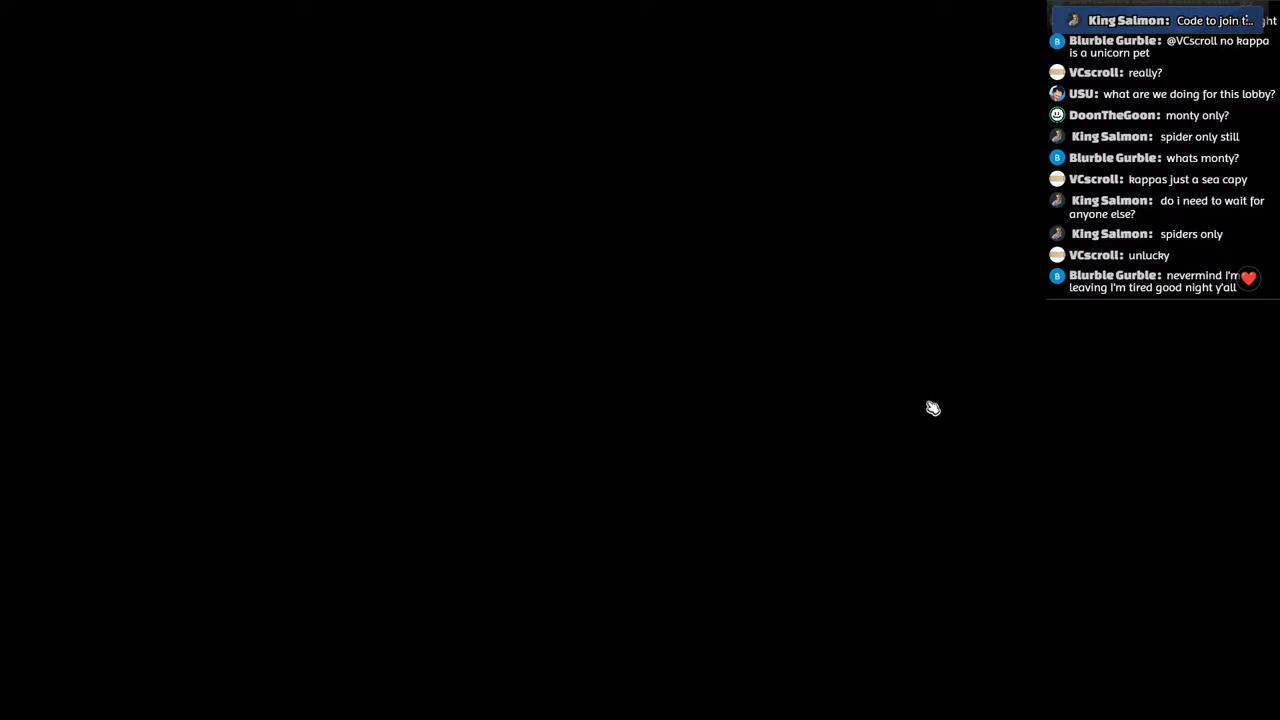 King Salmon: Code to join t... ght
Blurble Gurble: @VCscroll no kappa
is a unicorn pet
VCscroll: really?
USU: what are we doing for this lobby?
DoonTheGoon: monty only?
King Salmon: spider only still
Blurble Gurble: whats monty?
VCscroll: kappas just a sea capy
King Salmon: do i need to wait for
anyone else?
King Salmon: spiders only
VCscroll: unlucky
Blurble Gurble: nevermind I'm
leaving I'm tired good night y'all